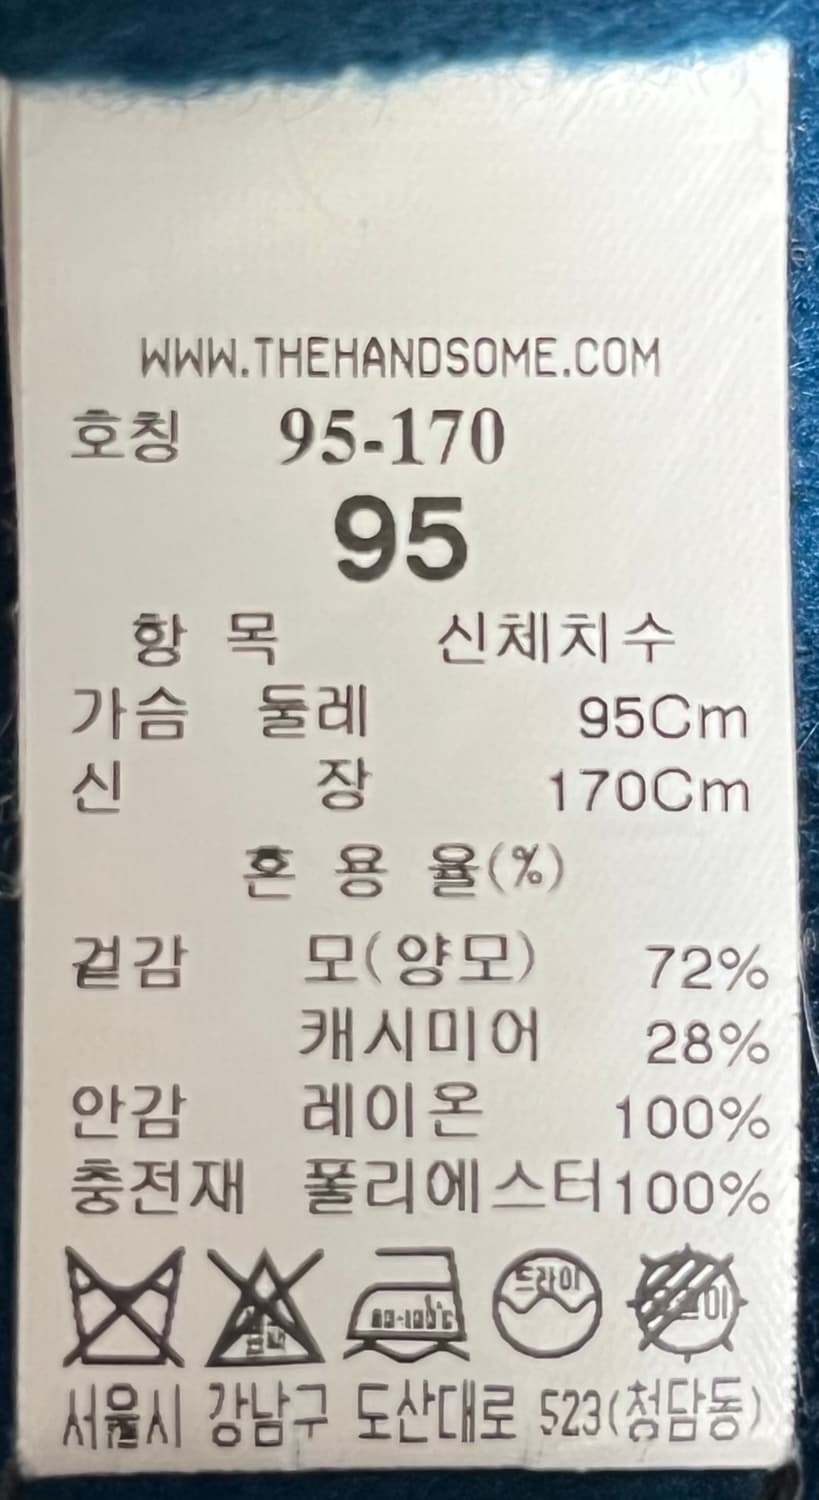 WWW.THEHANDSOME.COM
호칭 95-170
95
항 목 신체치수
가슴 둘레 95Cm
신 장 170Cm
혼 용 율(%)
겉감 모(양모) 72%
캐시미어 28%
안감 레이온 100%
충전재 폴리에스터 100%
드라이
서울시 강남구 도산대로 523(청담동)